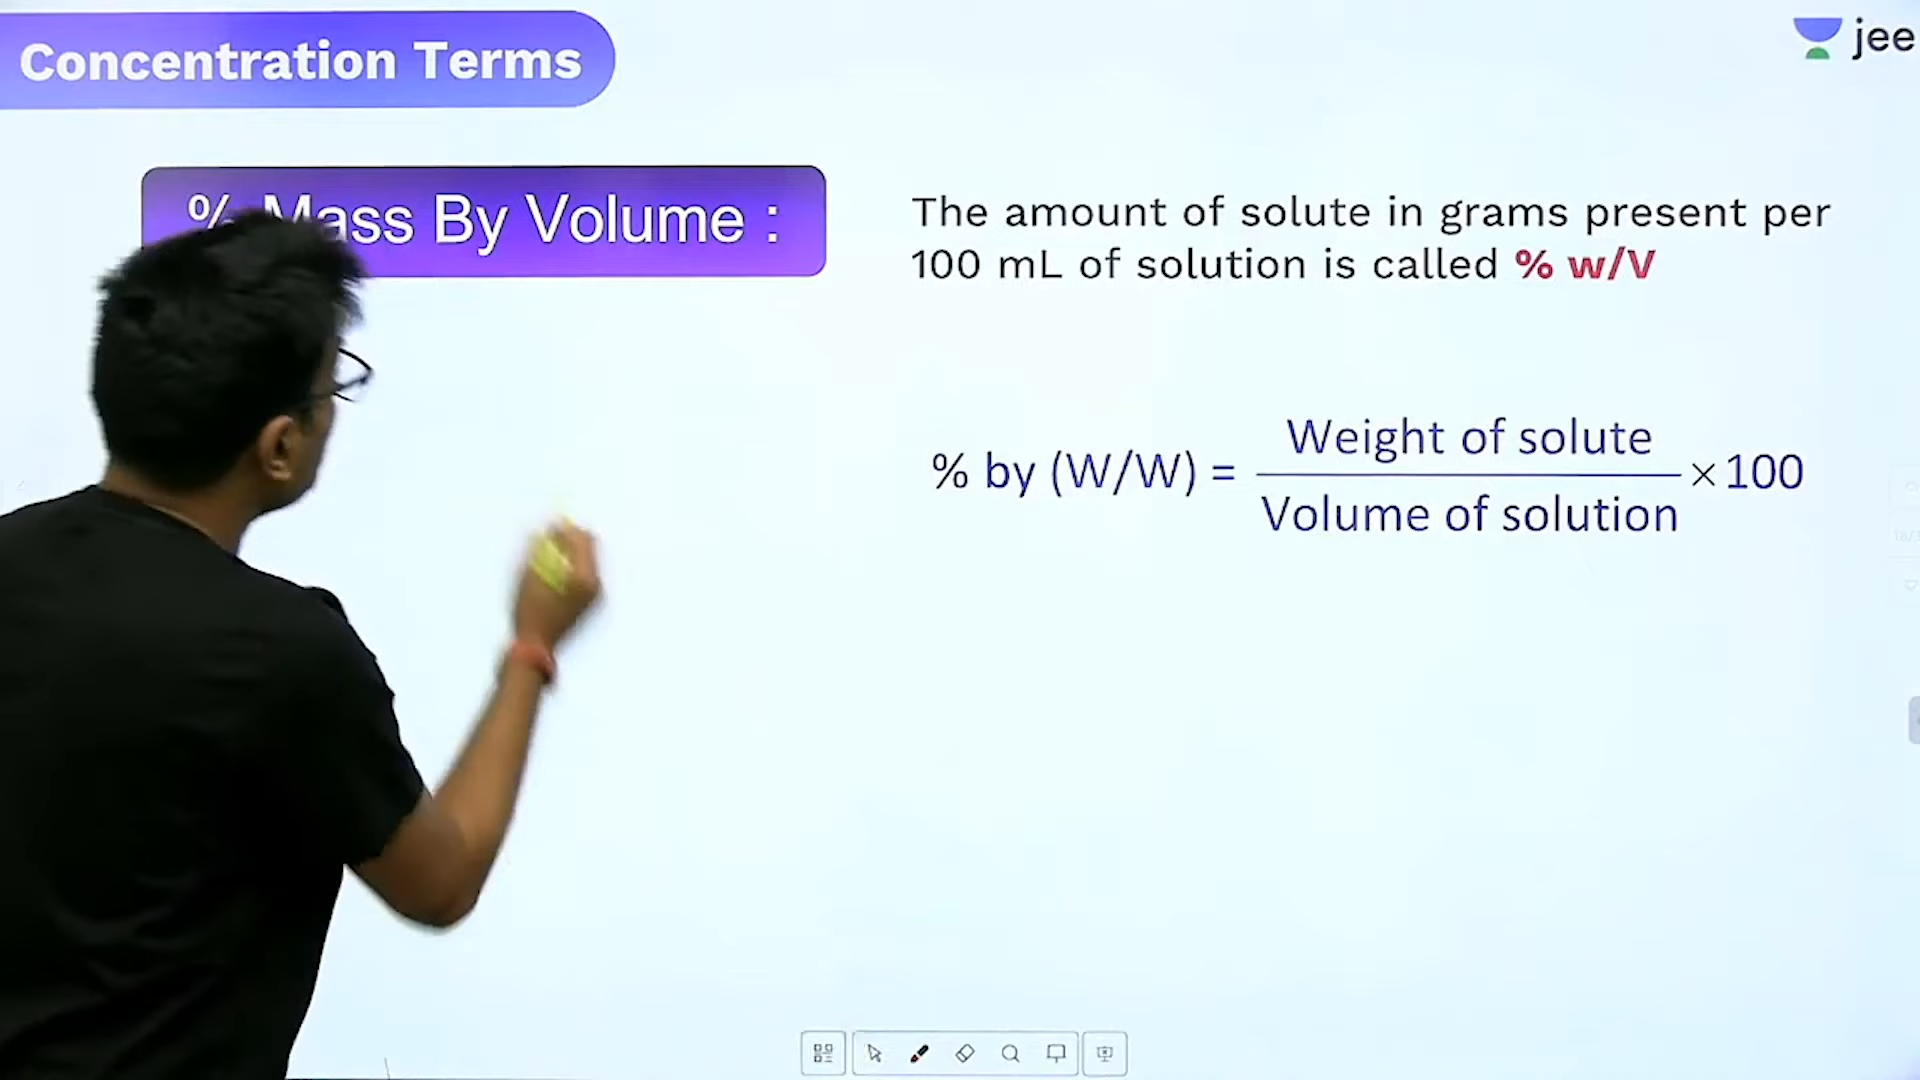 Concentration Terms
jee
% Mass By Volume :
The amount of solute in grams present per
100 mL of solution is called % w/V
% by (W/W) = Weight of solute / Volume of solution × 100